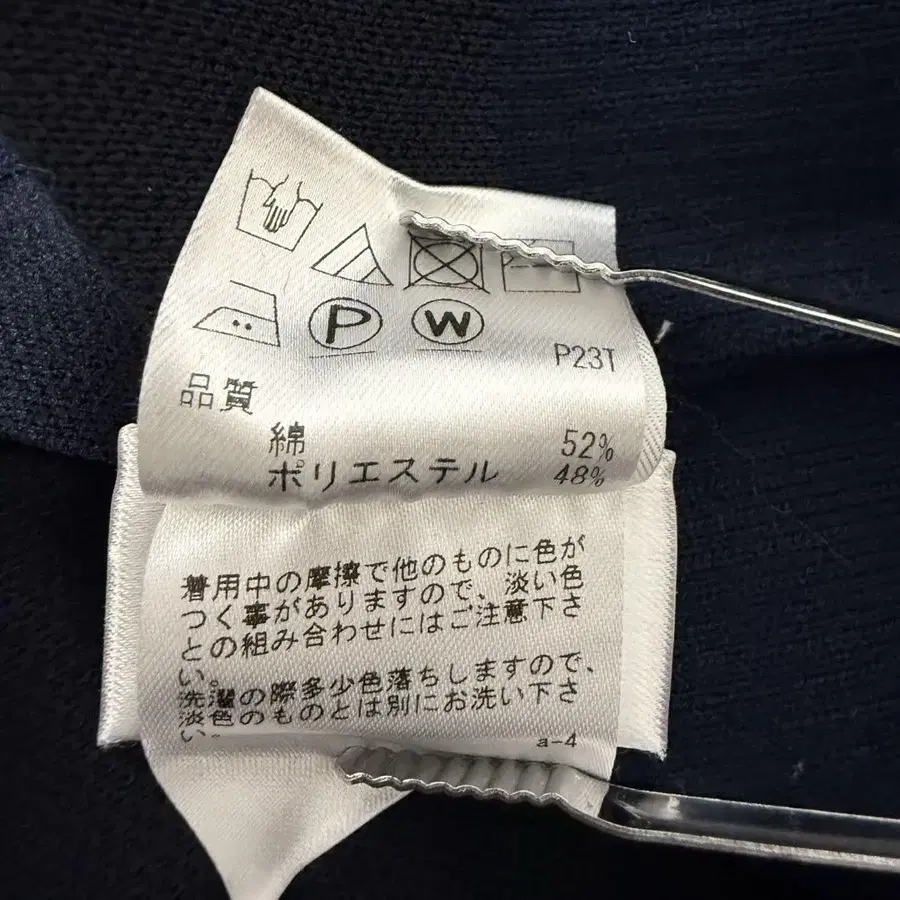 P
W
P23T
品質
綿 52%
ポリエステル 48%
着用中の摩擦で他のものに色が
つく事がありますので、淡い色
との組み合わせにはご注意下さ
い。
洗濯の際多少色落ちしますので、
淡色のものとは別にお洗い下さ
い。
a-4